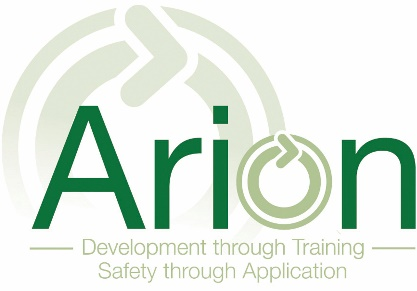 Arion
Development through Training
Safety through Application